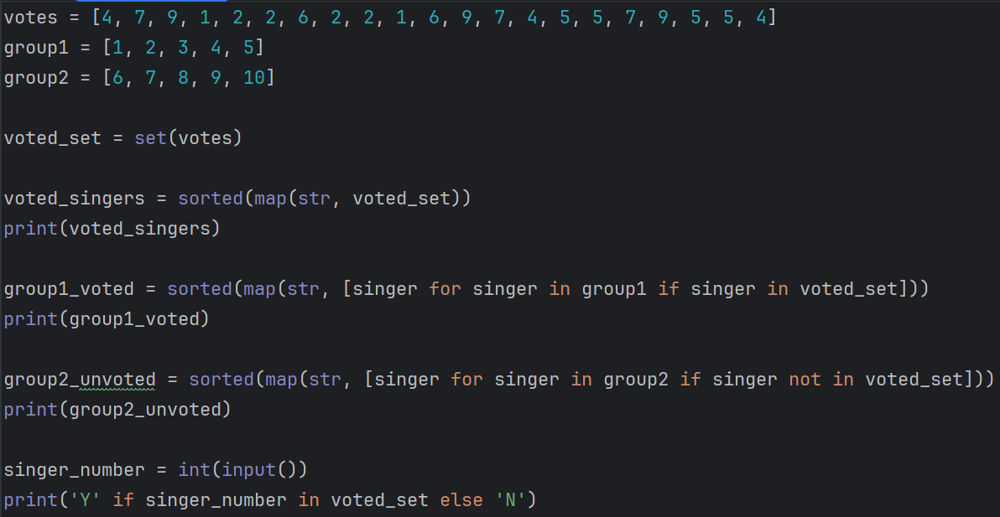 votes = [4, 7, 9, 1, 2, 2, 6, 2, 2, 1, 6, 9, 7, 4, 5, 5, 7, 9, 5, 5, 4]
group1 = [1, 2, 3, 4, 5]
group2 = [6, 7, 8, 9, 10]
voted_set = set(votes)
voted_singers = sorted(map(str, voted_set))
print(voted_singers)
group1_voted = sorted(map(str, [singer for singer in group1 if singer in voted_set]))
print(group1_voted)
group2_unvoted = sorted(map(str, [singer for singer in group2 if singer not in voted_set]))
print(group2_unvoted)
singer_number = int(input())
print('Y' if singer_number in voted_set else 'N')